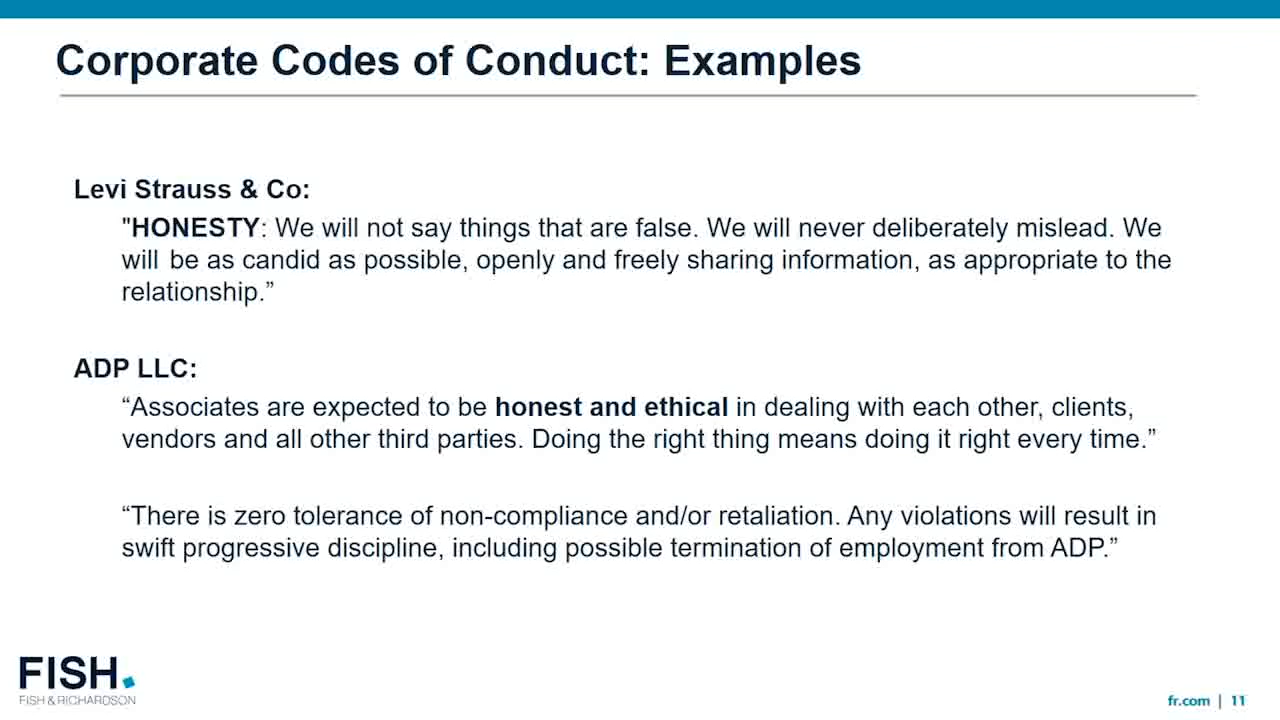 Corporate Codes of Conduct: Examples
Levi Strauss & Co:
"HONESTY: We will not say things that are false. We will never deliberately mislead. We
will be as candid as possible, openly and freely sharing information, as appropriate to the
relationship.”
ADP LLC:
“Associates are expected to be honest and ethical in dealing with each other, clients,
vendors and all other third parties. Doing the right thing means doing it right every time.”
“There is zero tolerance of non-compliance and/or retaliation. Any violations will result in
swift progressive discipline, including possible termination of employment from ADP.”
FISH.
FISH & RICHARDSON
fr.com | 11